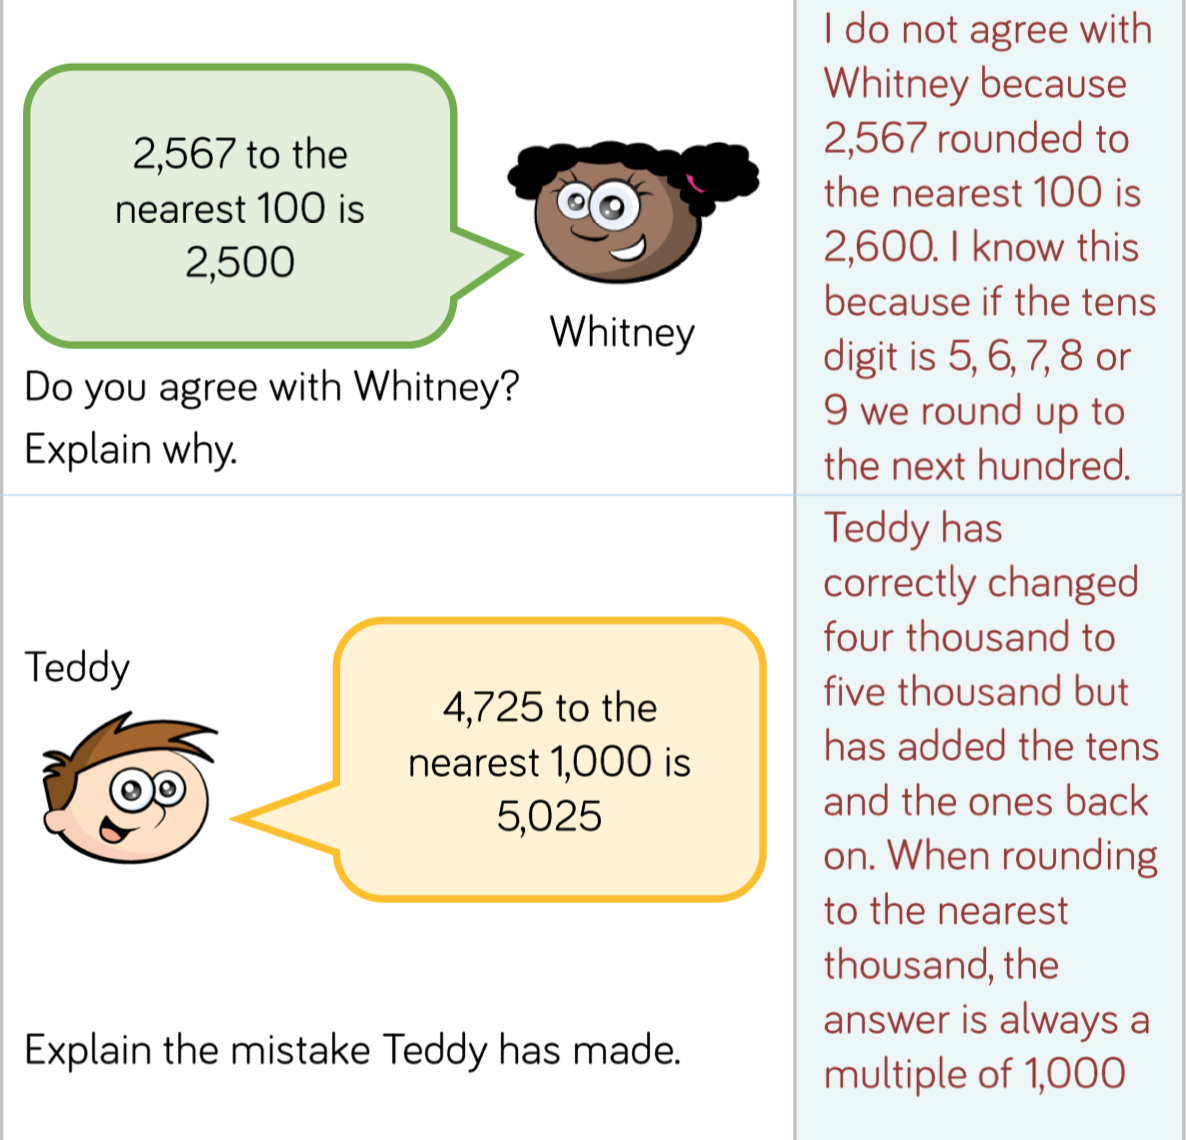 2,567 to the
nearest 100 is
2,500
Whitney
Do you agree with Whitney?
Explain why.
I do not agree with
Whitney because
2,567 rounded to
the nearest 100 is
2,600. I know this
because if the tens
digit is 5, 6, 7, 8 or
9 we round up to
the next hundred.
Teddy
4,725 to the
nearest 1,000 is
5,025
Explain the mistake Teddy has made.
Teddy has
correctly changed
four thousand to
five thousand but
has added the tens
and the ones back
on. When rounding
to the nearest
thousand, the
answer is always a
multiple of 1,000